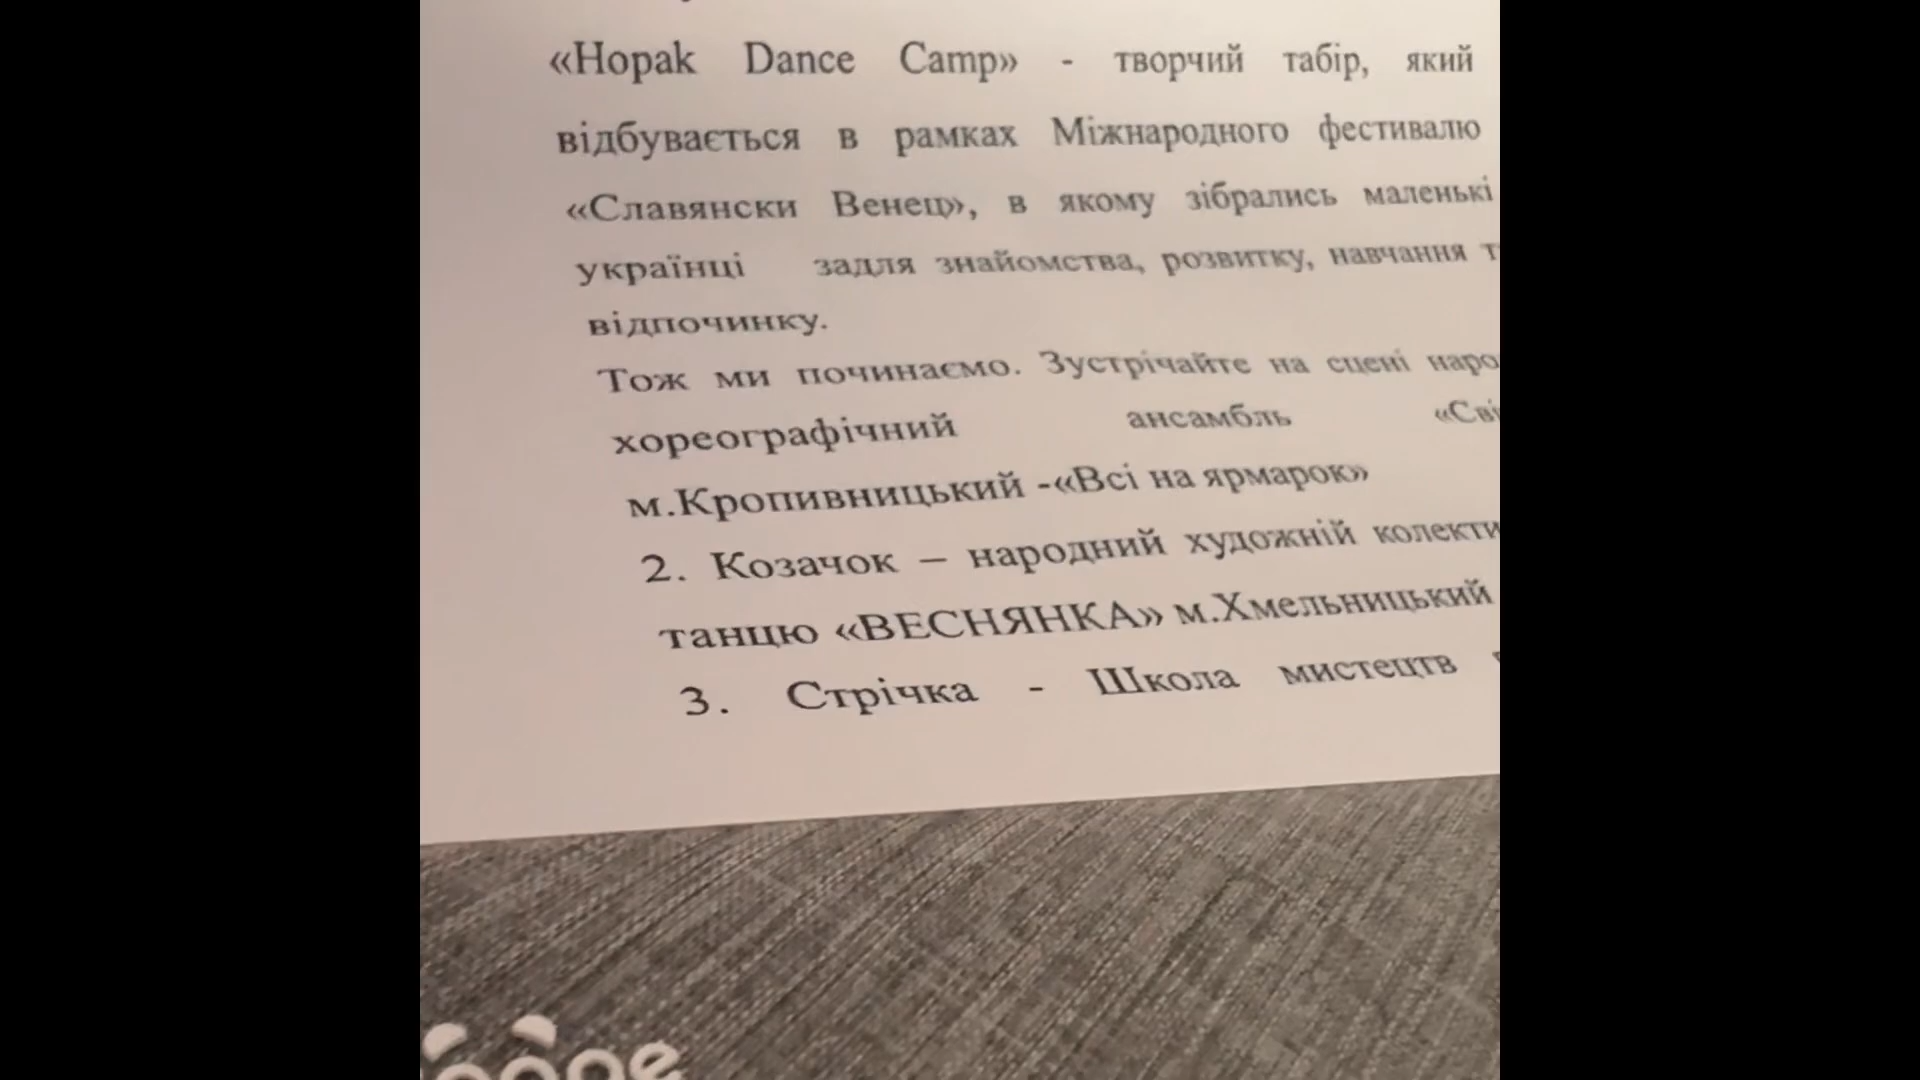 «Hopak Dance Camp» - творчий табір, який
відбувається в рамках Міжнародного фестивалю
«Славянски Венец», в якому зібрались маленькі
українці задля знайомства, розвитку, навчання
відпочинку.
Тож ми починаємо. Зустрічайте на сцені
хореографічний ансамбль
м.Кропивницький -«Всі на ярмарок»
2. Козачок – народний художній
танцю «ВЕСНЯНКА» м.Хмельницький
3. Стрічка - Школа мистецтв